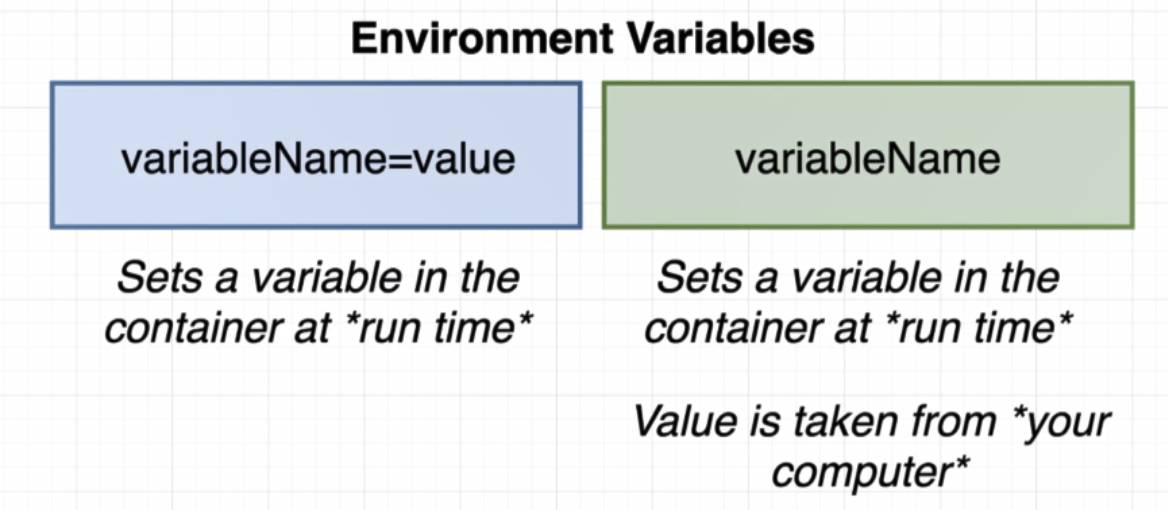 Environment Variables
variableName=value
variableName
Sets a variable in the
container at *run time*
Sets a variable in the
container at *run time*
Value is taken from *your
computer*